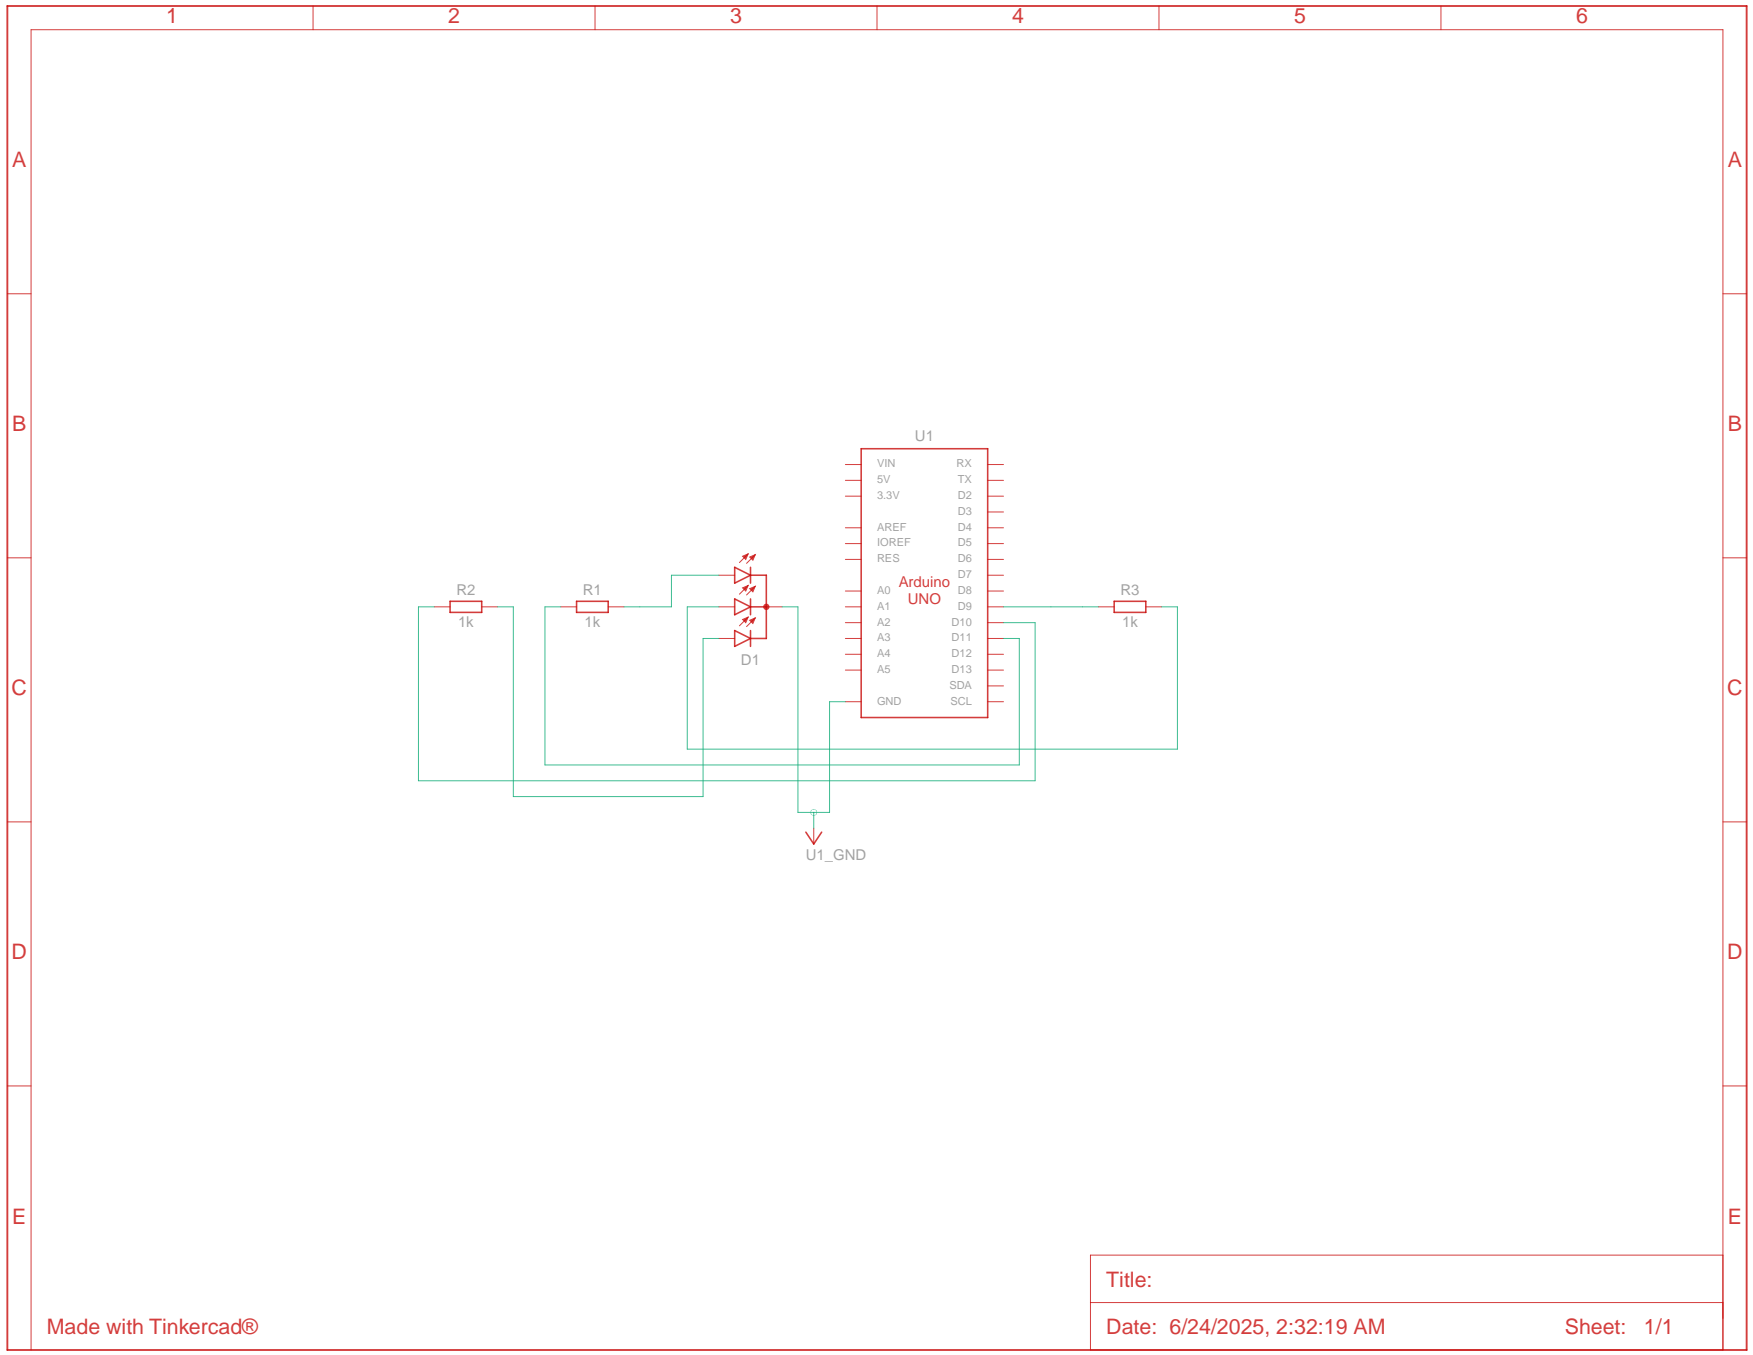 1 2 3 4 5 6
A A
B B
U1
VIN RX
5V TX
3.3V D2
D3
AREF D4
IOREF D5
RES D6
D7
Arduino
UNO
A0 D8
A1 D9
A2 D10
A3 D11
A4 D12
A5 D13
SDA
GND SCL
R2
1k
R1
1k
D1
R3
1k
C C
U1_GND
D D
E E
Title:
Made with Tinkercad®
Date: 6/24/2025, 2:32:19 AM Sheet: 1/1